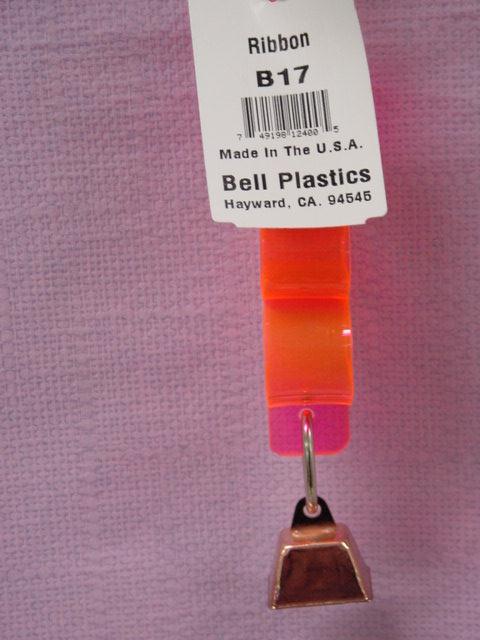 Ribbon
B17
7 49198 12400 5
Made In The U.S.A.
Bell Plastics
Hayward, CA. 94545